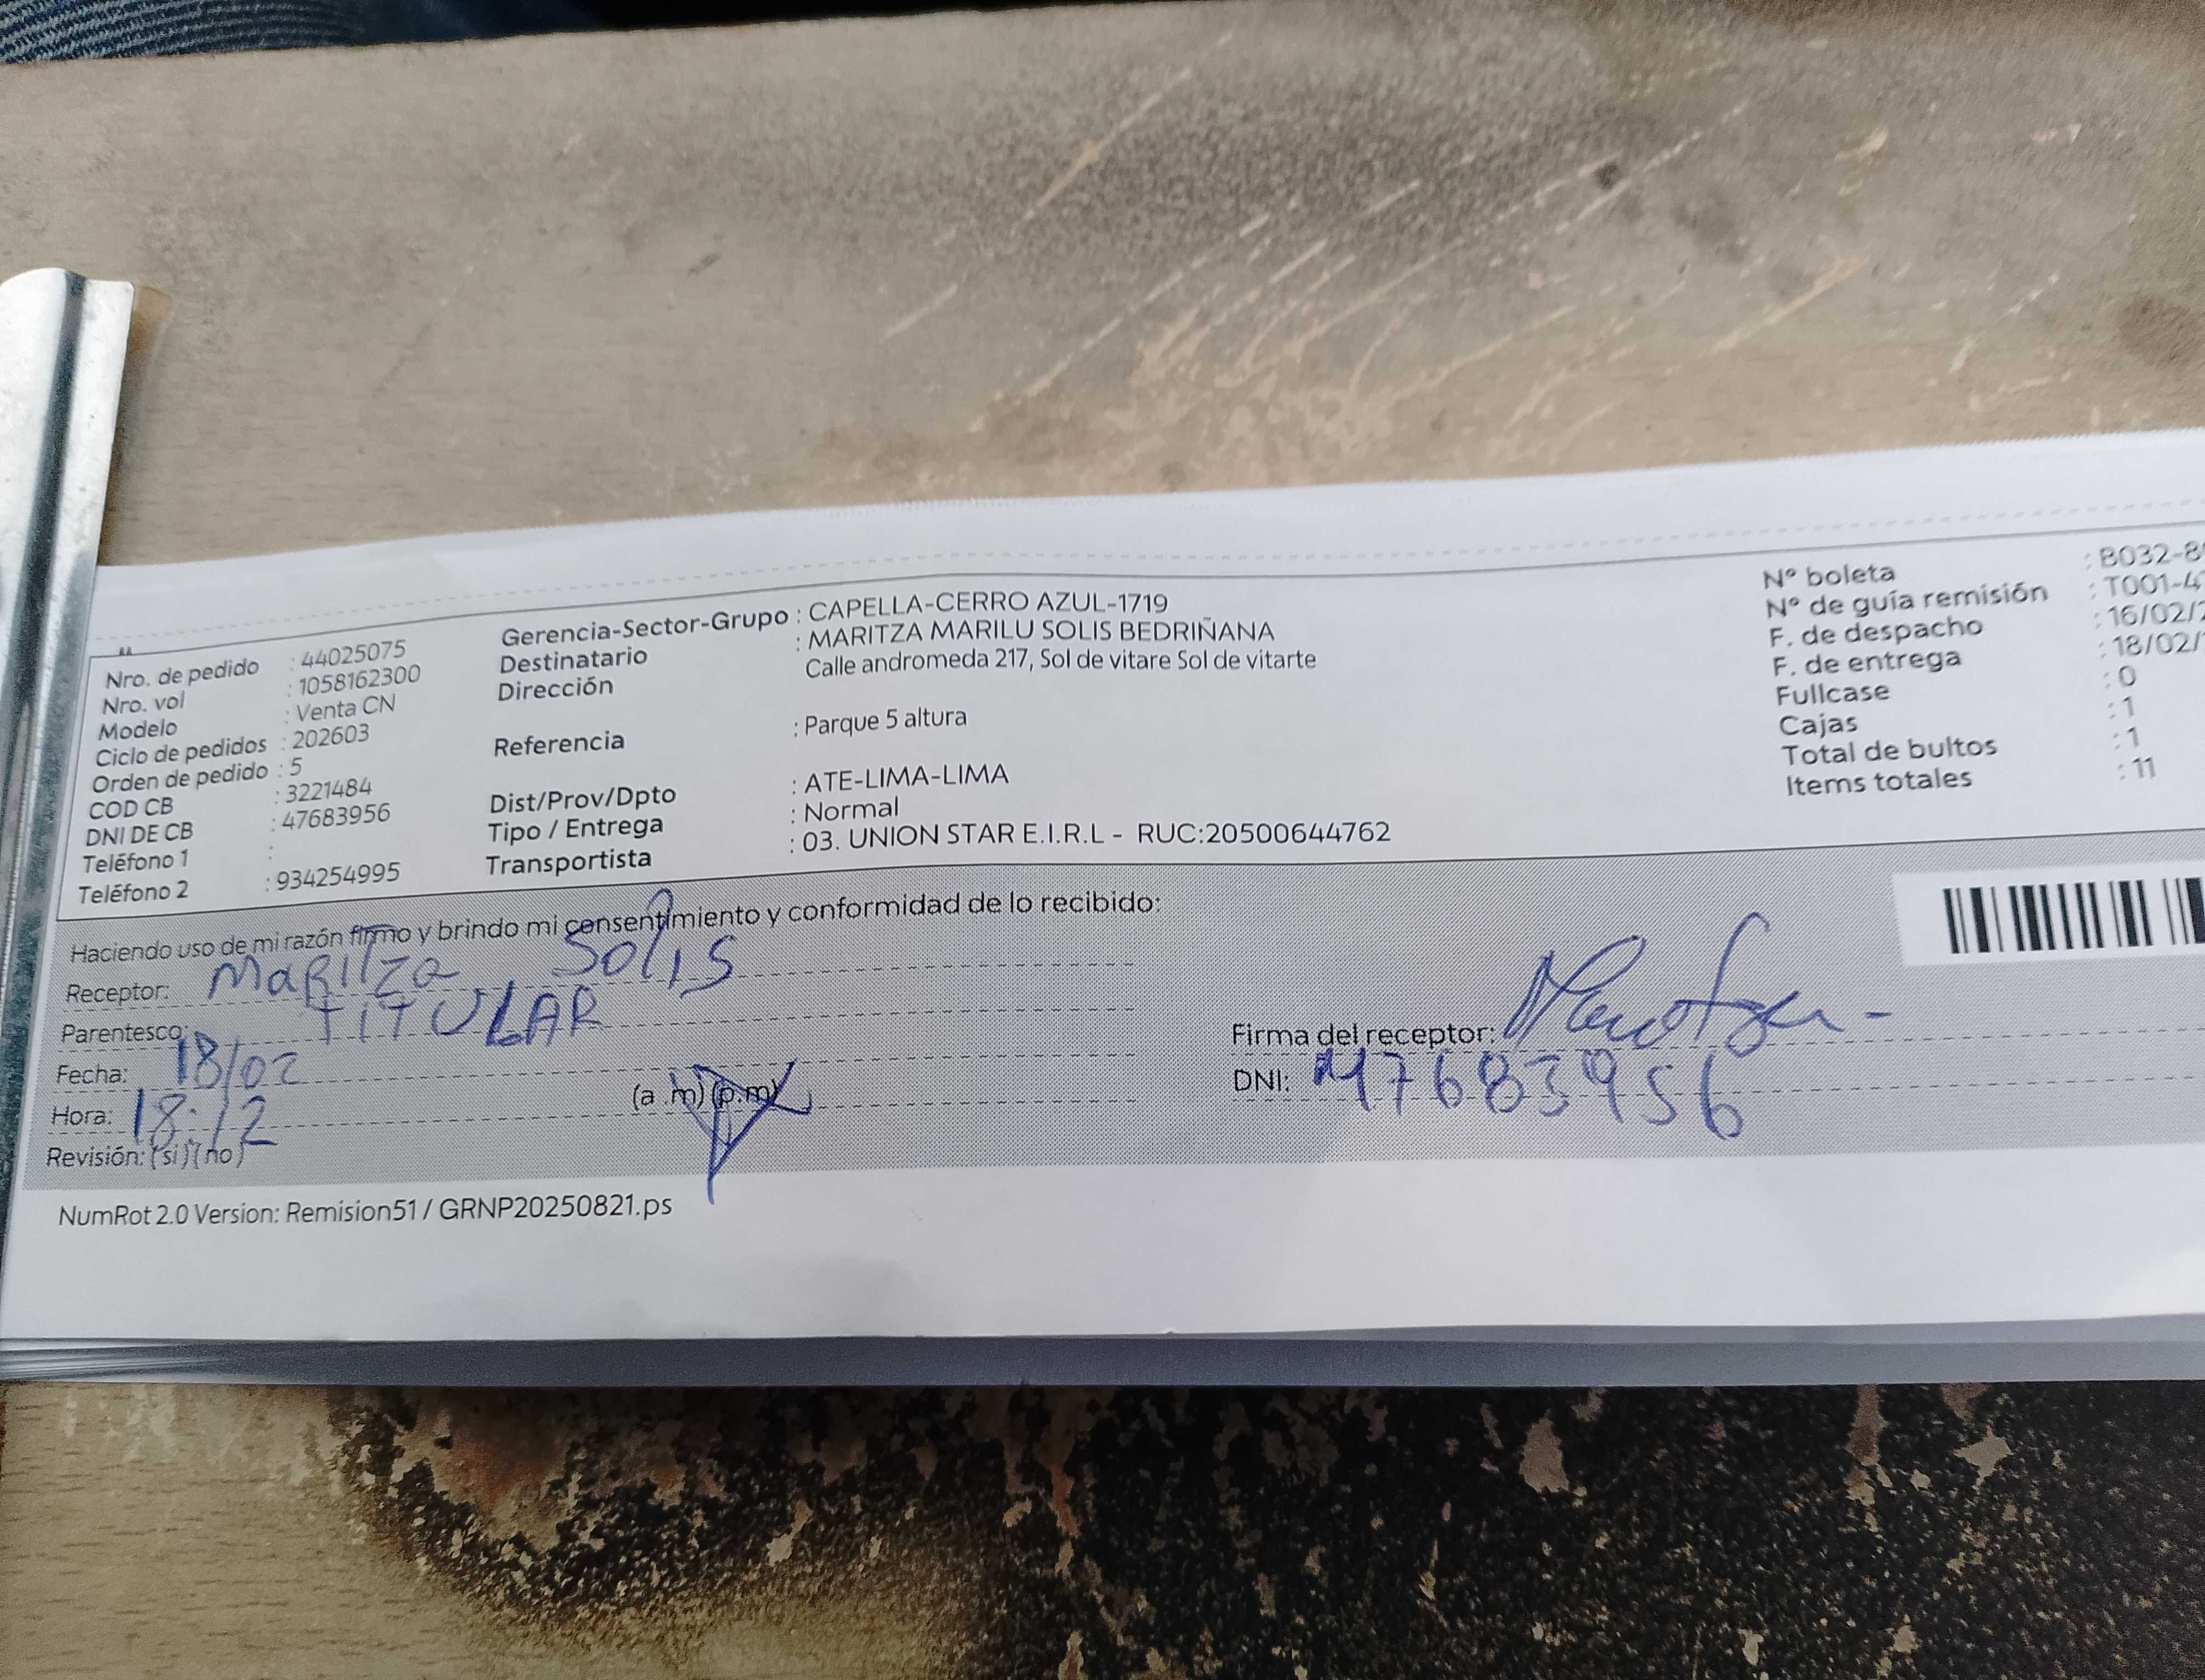 Nro. de pedido : 44025075
Nro. vol : 1058162300
Modelo : Venta CN
Ciclo de pedidos : 202603
Orden de pedido : 5
COD CB : 3221484
DNI DE CB : 47683956
Teléfono 1 :
Teléfono 2 : 934254995
Gerencia-Sector-Grupo : CAPELLA-CERRO AZUL-1719
Destinatario : MARITZA MARILU SOLIS BEDRIÑANA
Dirección Calle andromeda 217, Sol de vitare Sol de vitarte
Referencia : Parque 5 altura
Dist/Prov/Dpto : ATE-LIMA-LIMA
Tipo / Entrega : Normal
Transportista : 03. UNION STAR E.I.R.L - RUC:20500644762
N° boleta : B032-8
N° de guía remisión : T001-4
F. de despacho : 16/02/
F. de entrega : 18/02/
Fullcase : 0
Cajas : 1
Total de bultos : 1
Items totales : 11
Haciendo uso de mi razón firmo y brindo mi consentimiento y conformidad de lo recibido:
Receptor: MaRITza SolIS
Parentesco: TITULAR
Fecha: 18/02
Hora: 18:12 (a .m) (p.m)
Revisión: (si) (no)
Firma del receptor:
DNI: 47683956
NumRot 2.0 Version: Remision51 / GRNP20250821.ps